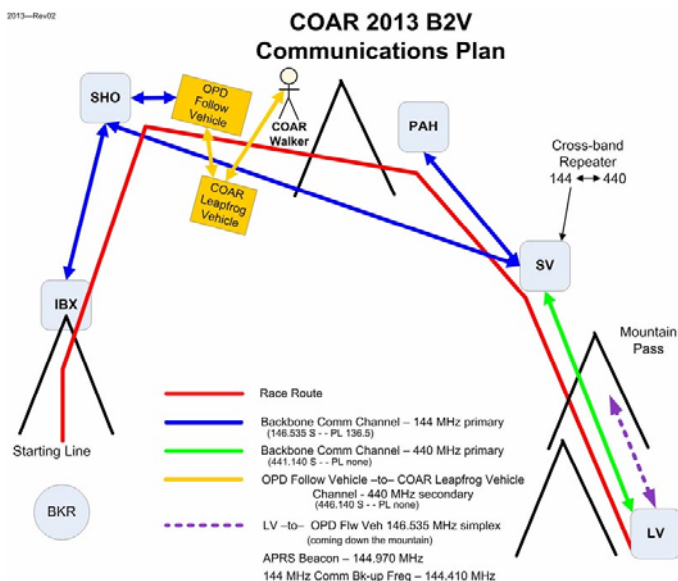 2013—Rev02
COAR 2013 B2V
Communications Plan
SHO
OPD
Follow
Vehicle
COAR
Walker
PAH
Cross-band
Repeater
144 ↔ 440
COAR
Leapfrog
Vehicle
SV
IBX
Mountain
Pass
Starting Line
Race Route
Backbone Comm Channel – 144 MHz primary
(146.535 S - - PL 136.5)
Backbone Comm Channel – 440 MHz primary
(441.140 S - - PL none)
OPD Follow Vehicle –to– COAR Leapfrog Vehicle
Channel - 440 MHz secondary
(446.140 S - - PL none)
BKR
LV –to– OPD Flw Veh 146.535 MHz simplex
(coming down the mountain)
LV
APRS Beacon – 144.970 MHz
144 MHz Comm Bk-up Freq – 144.410 MHz